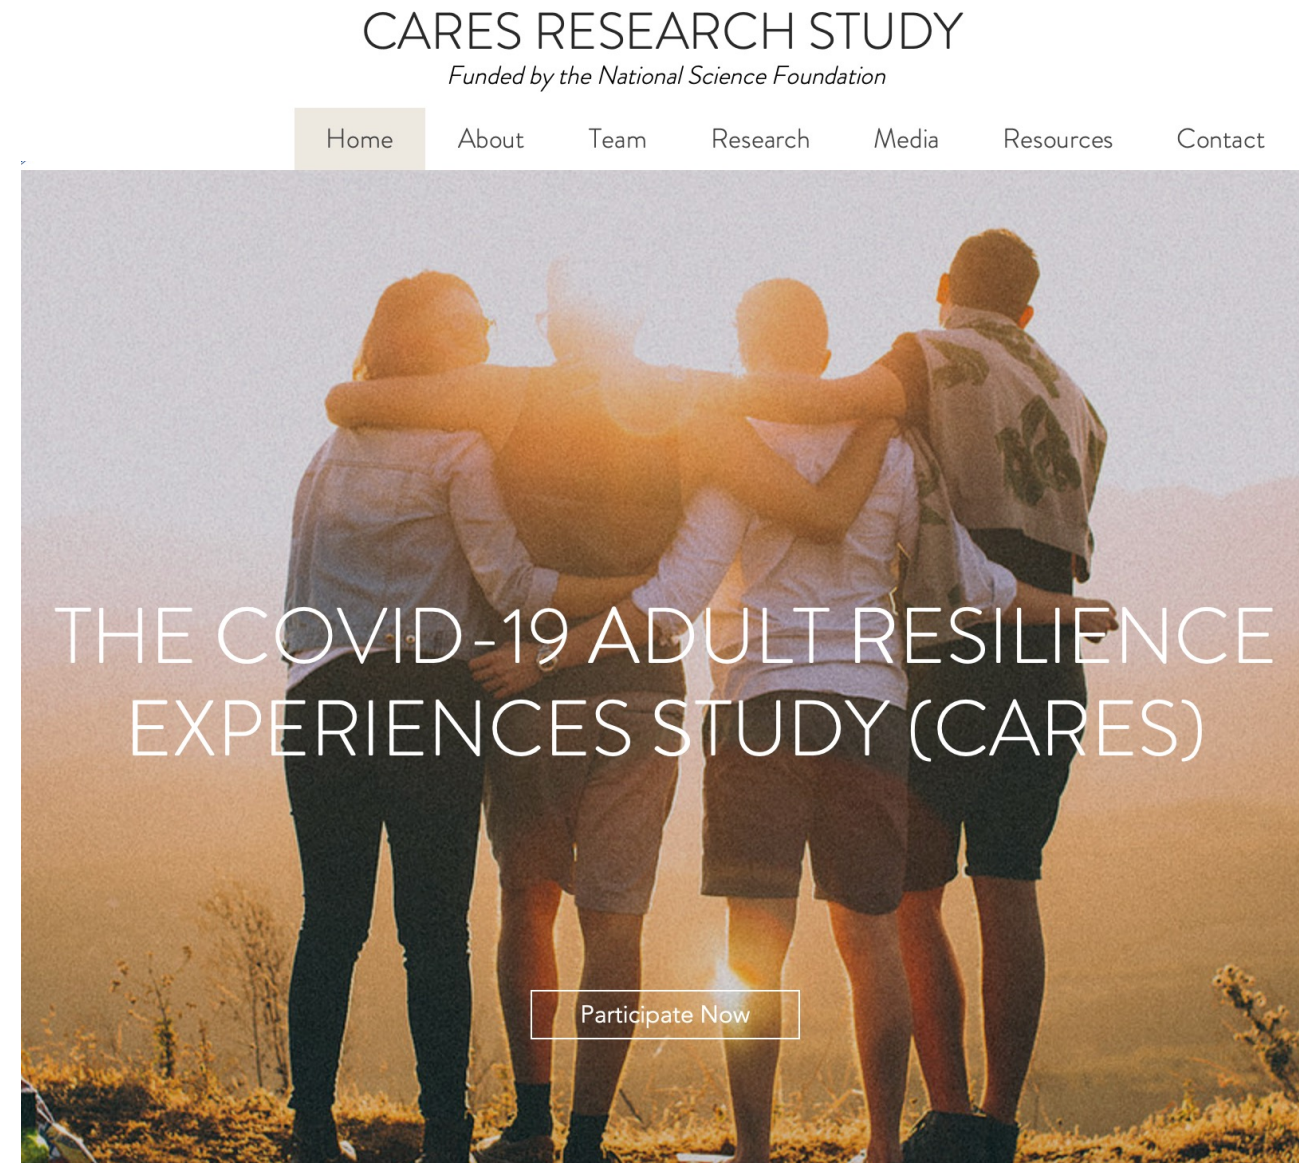 CARES RESEARCH STUDY
Funded by the National Science Foundation
Home About Team Research Media Resources Contact
THE COVID-19 ADULT RESILIENCE
EXPERIENCES STUDY (CARES)
Participate Now